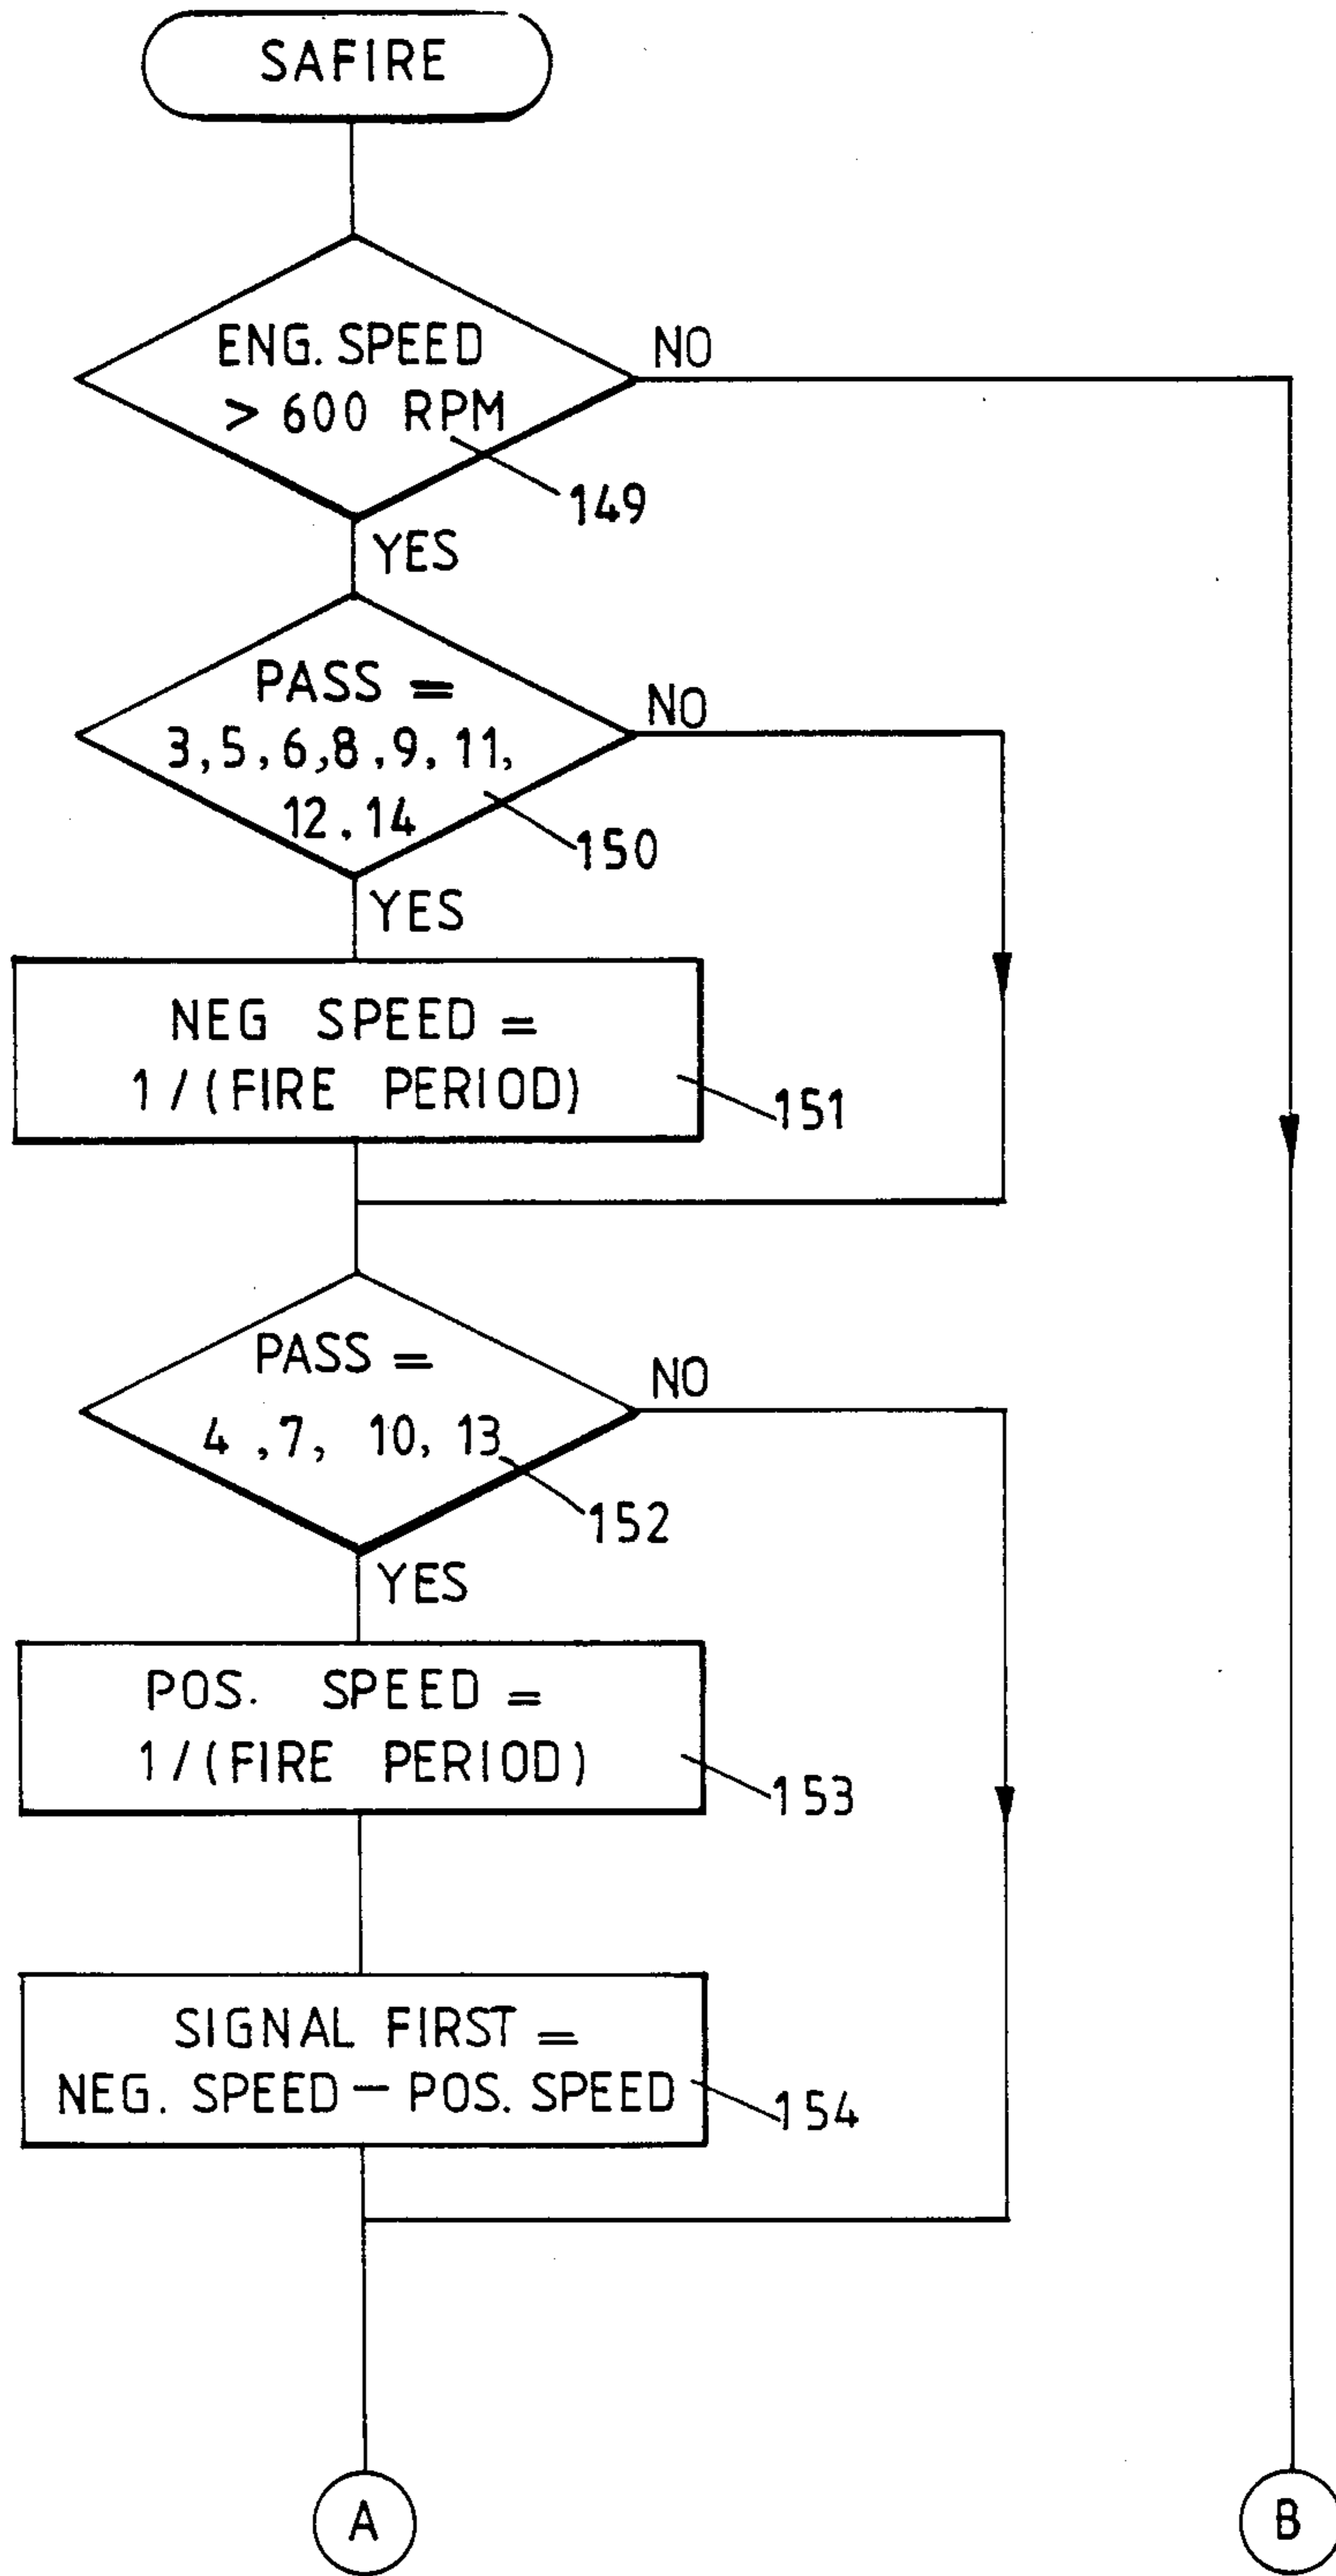 SAFIRE
ENG. SPEED
> 600 RPM
NO
149
YES
PASS =
3, 5, 6, 8, 9, 11,
12, 14
NO
150
YES
NEG SPEED =
1 / (FIRE PERIOD)
151
PASS =
4, 7, 10, 13
NO
152
YES
POS. SPEED =
1 / (FIRE PERIOD)
153
SIGNAL FIRST =
NEG. SPEED – POS. SPEED
154
A
B